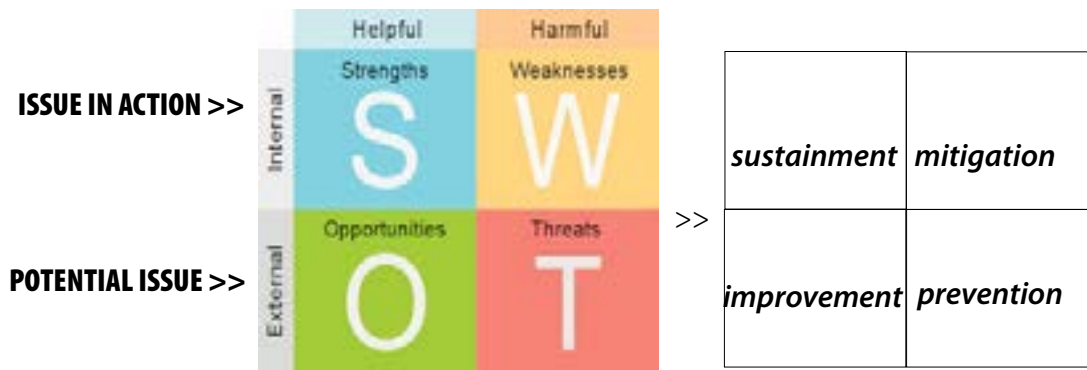 Helpful Harmful
Strengths Weaknesses
ISSUE IN ACTION >>
Internal
S W
sustainment mitigation
>>
Opportunities Threats
POTENTIAL ISSUE >>
External
O T
improvement prevention